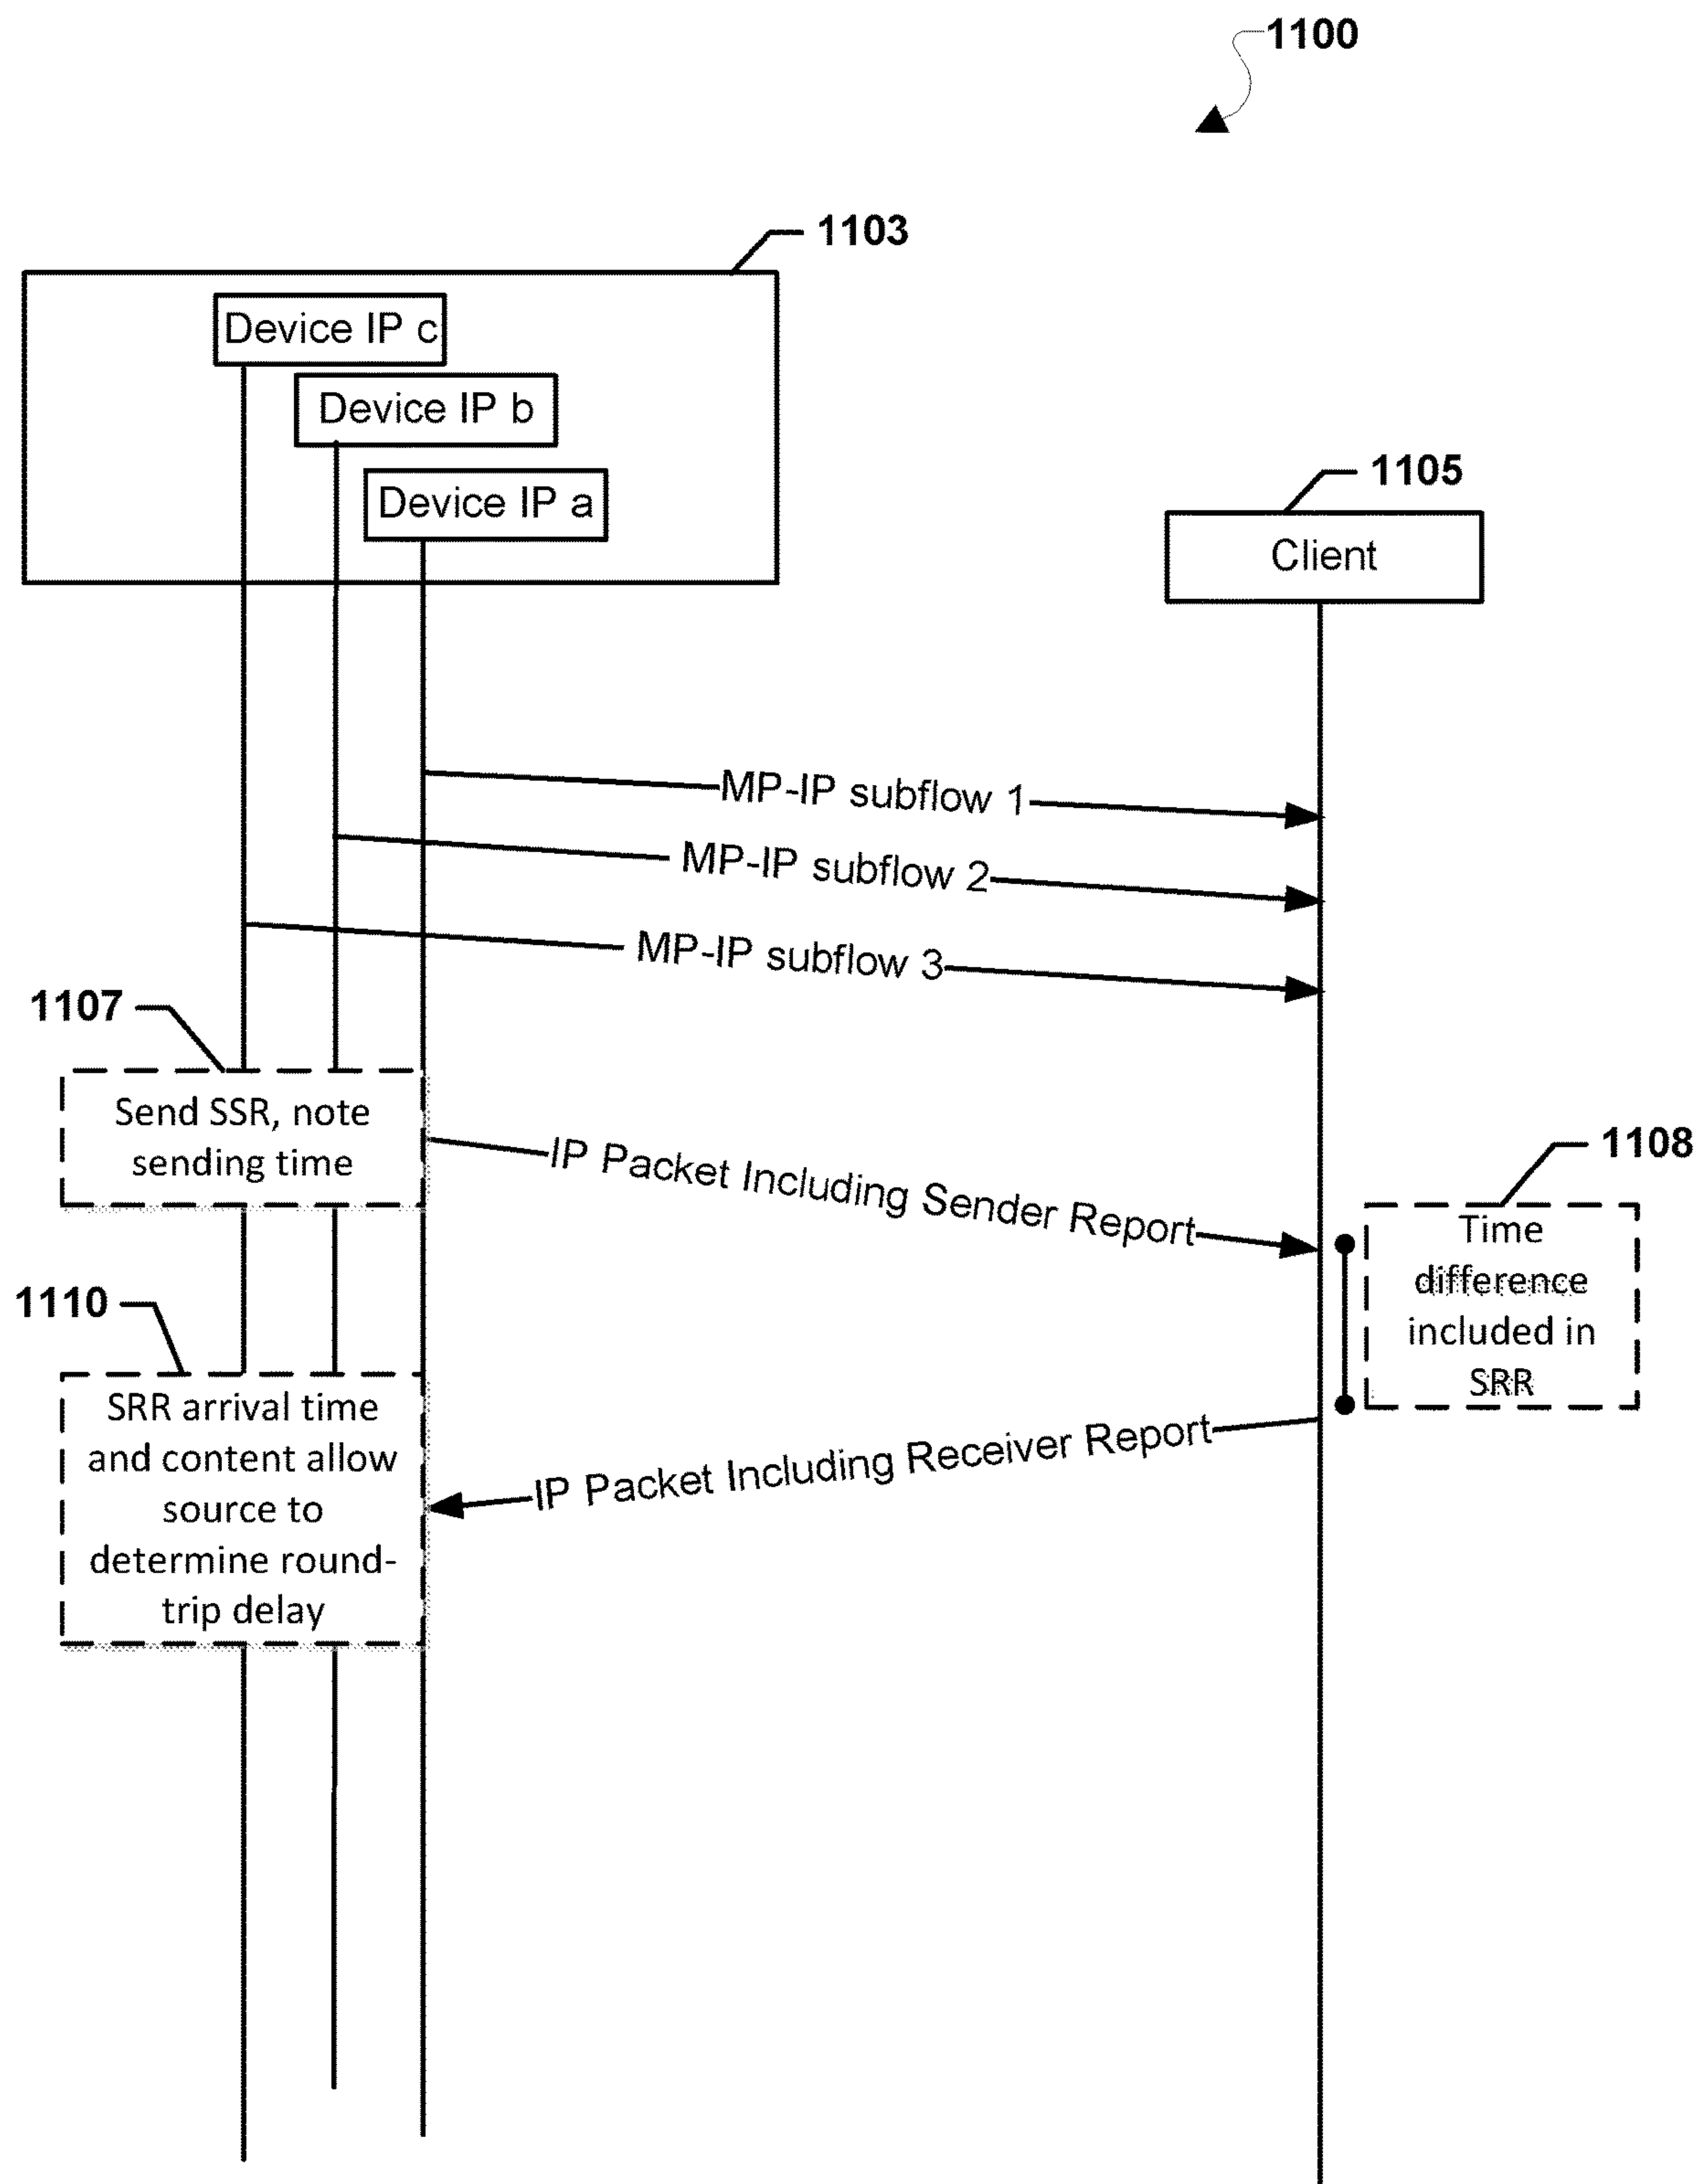 1100
1103
Device IP c
Device IP b
Device IP a
1105
Client
MP-IP subflow 1
MP-IP subflow 2
MP-IP subflow 3
1107
Send SSR, note
sending time
IP Packet Including Sender Report
1108
Time
difference
included in
SRR
1110
SRR arrival time
and content allow
source to
determine round-
trip delay
IP Packet Including Receiver Report